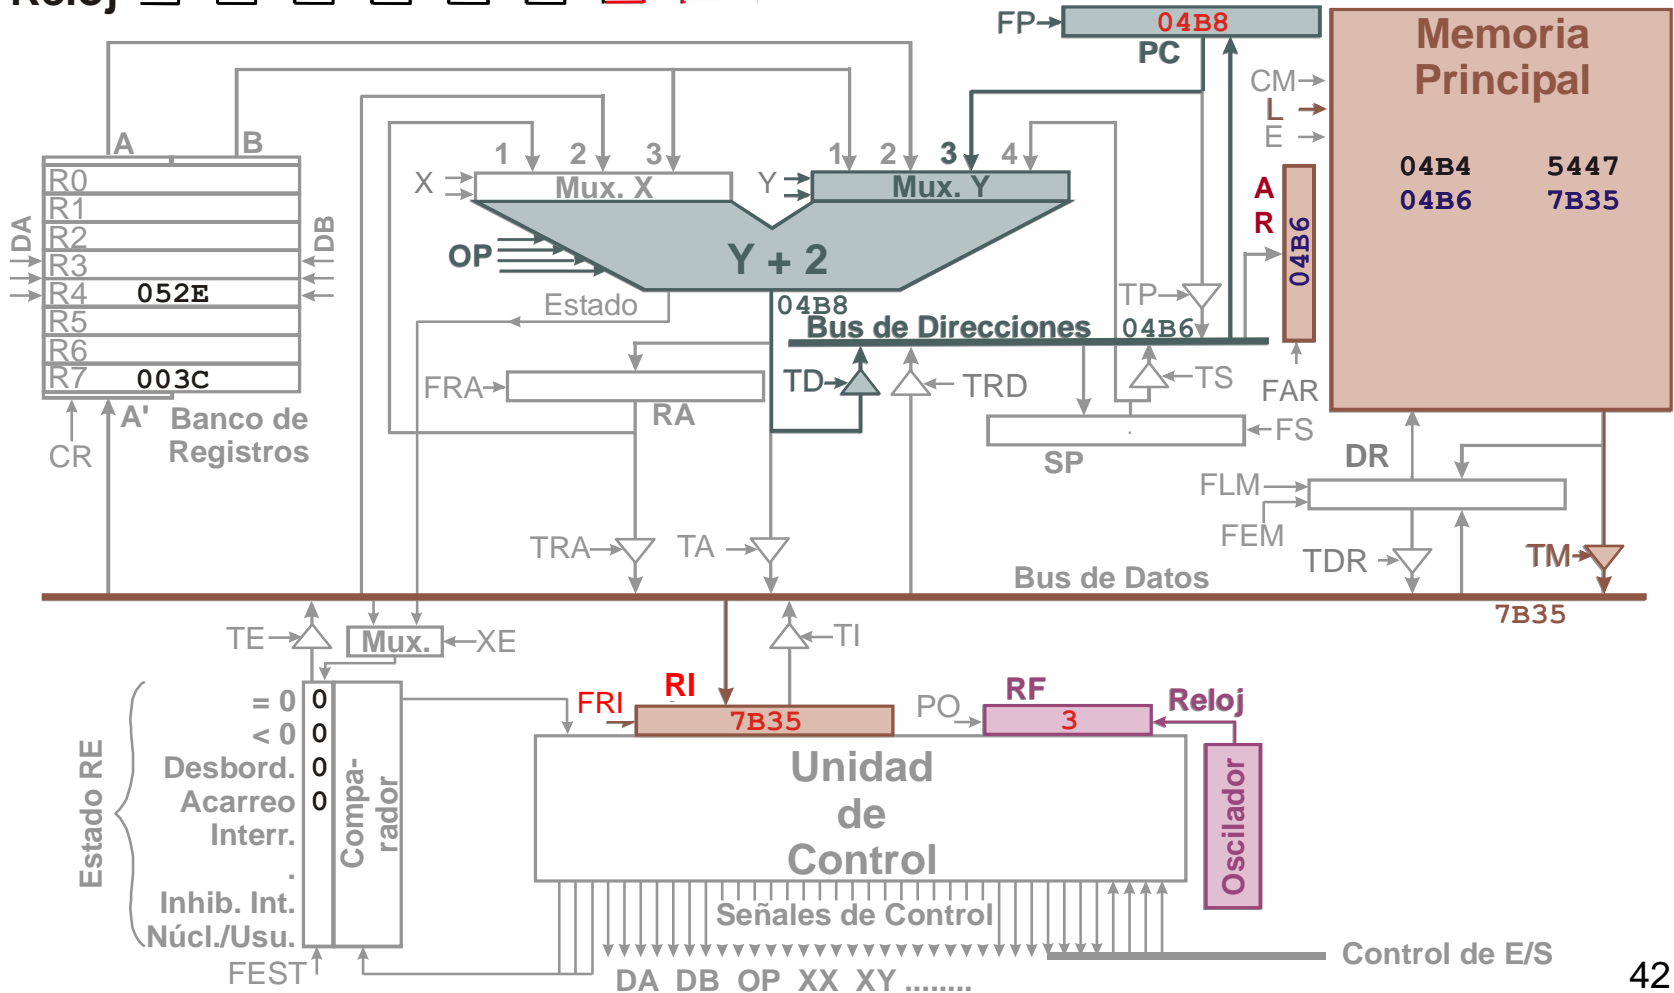 Reloj
FP
04B8
PC
Memoria
Principal
CM
L
E
04B4 5447
04B6 7B35
A
R
04B6
FAR
A B
R0
R1
R2
R3
R4 052E
R5
R6
R7 003C
DA
DB
A'
CR
Banco de
Registros
1 2 3
1 2 3 4
X
Mux. X
Y
Mux. Y
OP
Y + 2
Estado
04B8
TP
Bus de Direcciones 04B6
FRA
RA
TD
TRD
TS
SP
FS
DR
FLM
FEM
TRA
TA
TDR
TM
Bus de Datos
7B35
TE
Mux.
XE
TI
Estado RE
= 0 0
< 0 0
Desbord. 0
Acarreo 0
Interr.
.
Inhib. Int.
Núcl./Usu.
FEST
Compa-
rador
FRI
RI
7B35
PO
RF
3
Reloj
Oscilador
Unidad
de
Control
Señales de Control
DA DB OP XX XY ........
Control de E/S
42